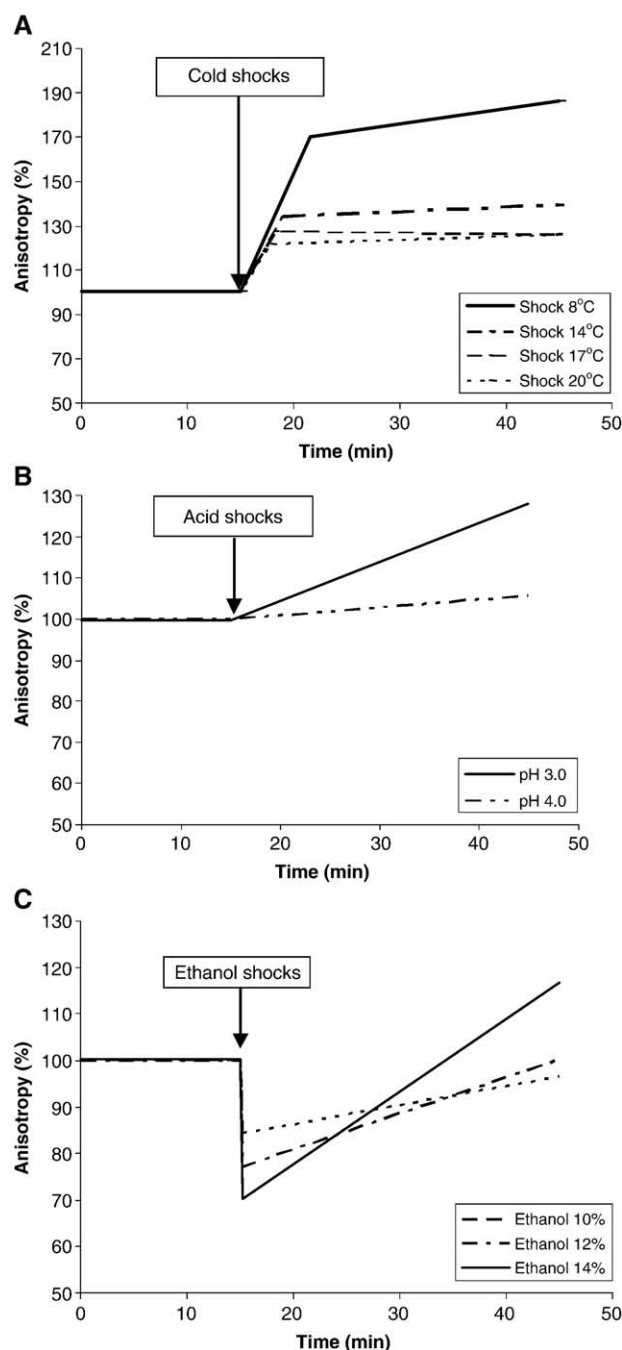 A
Anisotropy (%)
210
190
170
150
130
110
90
70
50
Cold shocks
Shock 8°C
Shock 14°C
Shock 17°C
Shock 20°C
0 10 20 30 40 50
Time (min)
B
Anisotropy (%)
130
120
110
100
90
80
70
60
50
Acid shocks
pH 3.0
pH 4.0
0 10 20 30 40 50
Time (min)
C
Anisotropy (%)
130
120
110
100
90
80
70
60
50
Ethanol shocks
Ethanol 10%
Ethanol 12%
Ethanol 14%
0 10 20 30 40 50
Time (min)